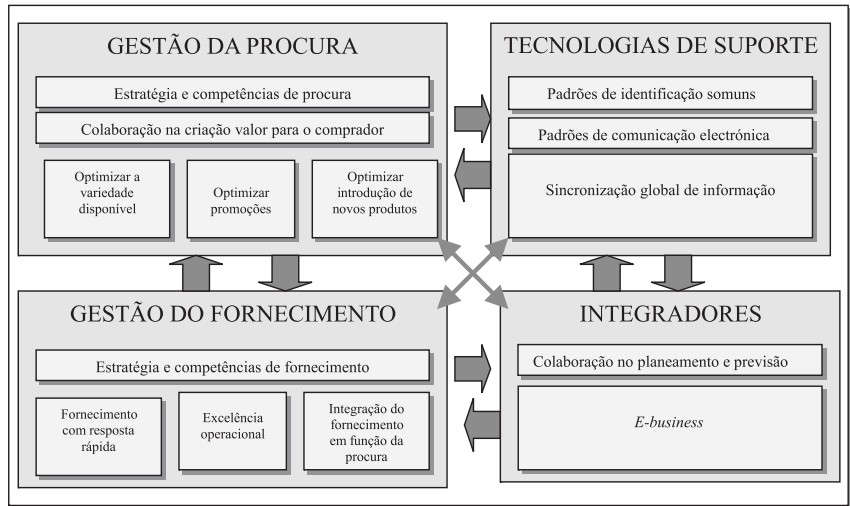 GESTÃO DA PROCURA
Estratégia e competências de procura
Colaboração na criação valor para o comprador
Optimizar a
variedade
disponível
Optimizar
promoções
Optimizar
introdução de
novos produtos
TECNOLOGIAS DE SUPORTE
Padrões de identificação somuns
Padrões de comunicação electrónica
Sincronização global de informação
GESTÃO DO FORNECIMENTO
Estratégia e competências de fornecimento
Fornecimento
com resposta
rápida
Excelência
operacional
Integração do
fornecimento
em função da
procura
INTEGRADORES
Colaboração no planeamento e previsão
E-business